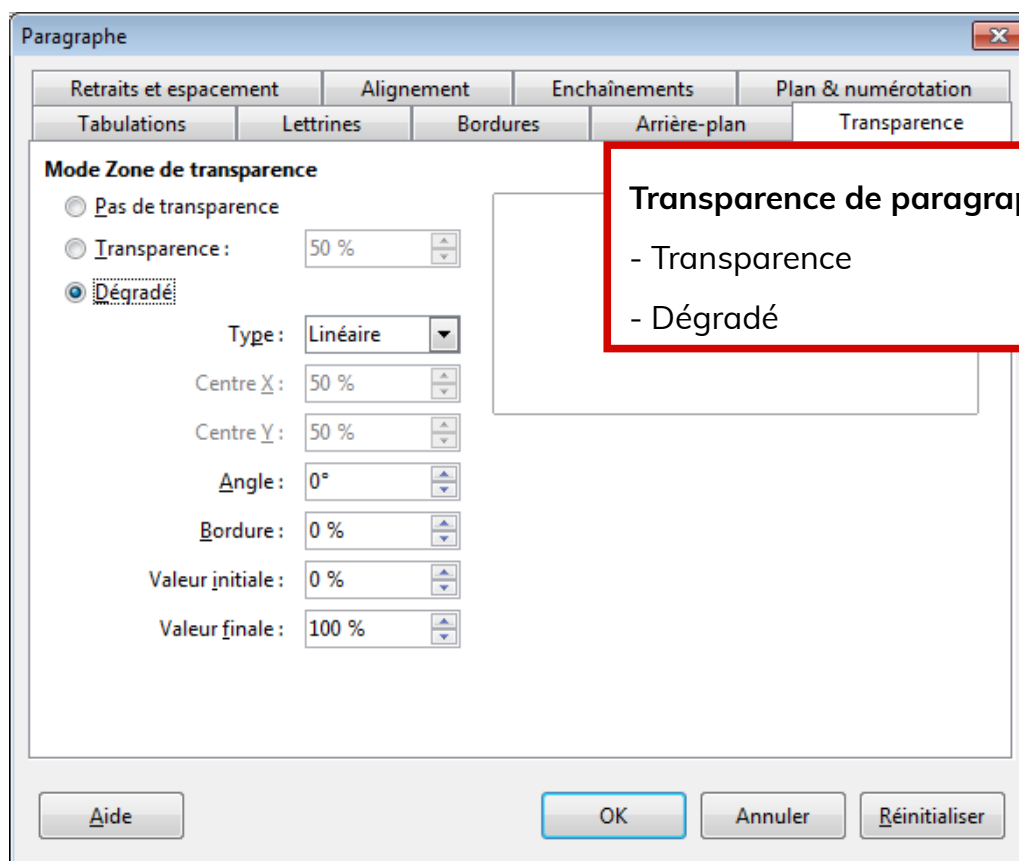 Paragraphe
Retraits et espacement Alignement Enchaînements Plan & numérotation
Tabulations Lettrines Bordures Arrière-plan Transparence
Mode Zone de transparence
Pas de transparence
Transparence : 50 %
Dégradé
Type : Linéaire
Centre X : 50 %
Centre Y : 50 %
Angle : 0°
Bordure : 0 %
Valeur initiale : 0 %
Valeur finale : 100 %
Transparence de paragrap
- Transparence
- Dégradé
Aide OK Annuler Réinitialiser